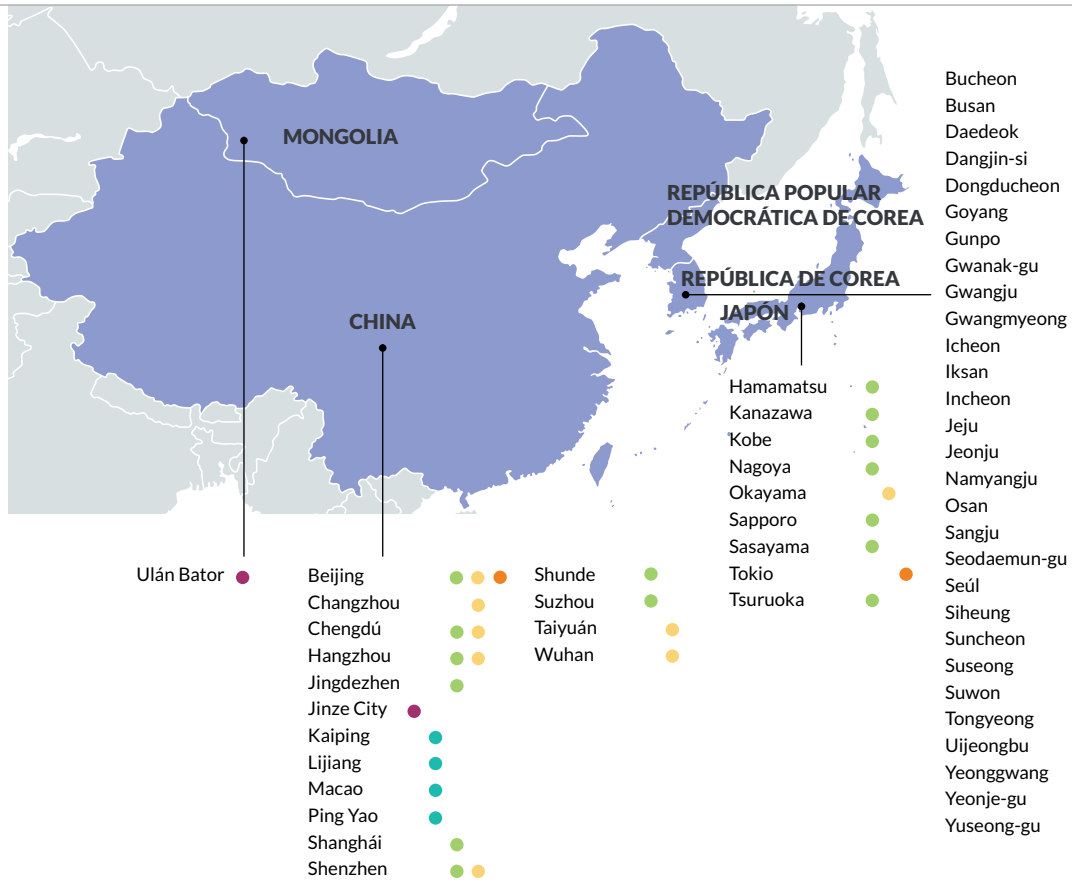 MONGOLIA
REPÚBLICA POPULAR
DEMOCRÁTICA DE COREA
REPÚBLICA DE COREA
JAPÓN
CHINA
Ulán Bator
Beijing
Changzhou
Chengdú
Hangzhou
Jingdezhen
Jinze City
Kaiping
Lijiang
Macao
Ping Yao
Shanghái
Shenzhen
Shunde
Suzhou
Taiyuán
Wuhan
Hamamatsu
Kanazawa
Kobe
Nagoya
Okayama
Sapporo
Sasayama
Tokio
Tsuruoka
Bucheon
Busan
Daedeok
Dangjin-si
Dongducheon
Goyang
Gunpo
Gwanak-gu
Gwangju
Gwangmyeong
Icheon
Iksan
Incheon
Jeju
Jeonju
Namyangju
Osan
Sangju
Seodaemun-gu
Seúl
Siheung
Suncheon
Suseong
Suwon
Tongyeong
Uijeongbu
Yeonggwang
Yeonje-gu
Yuseong-gu